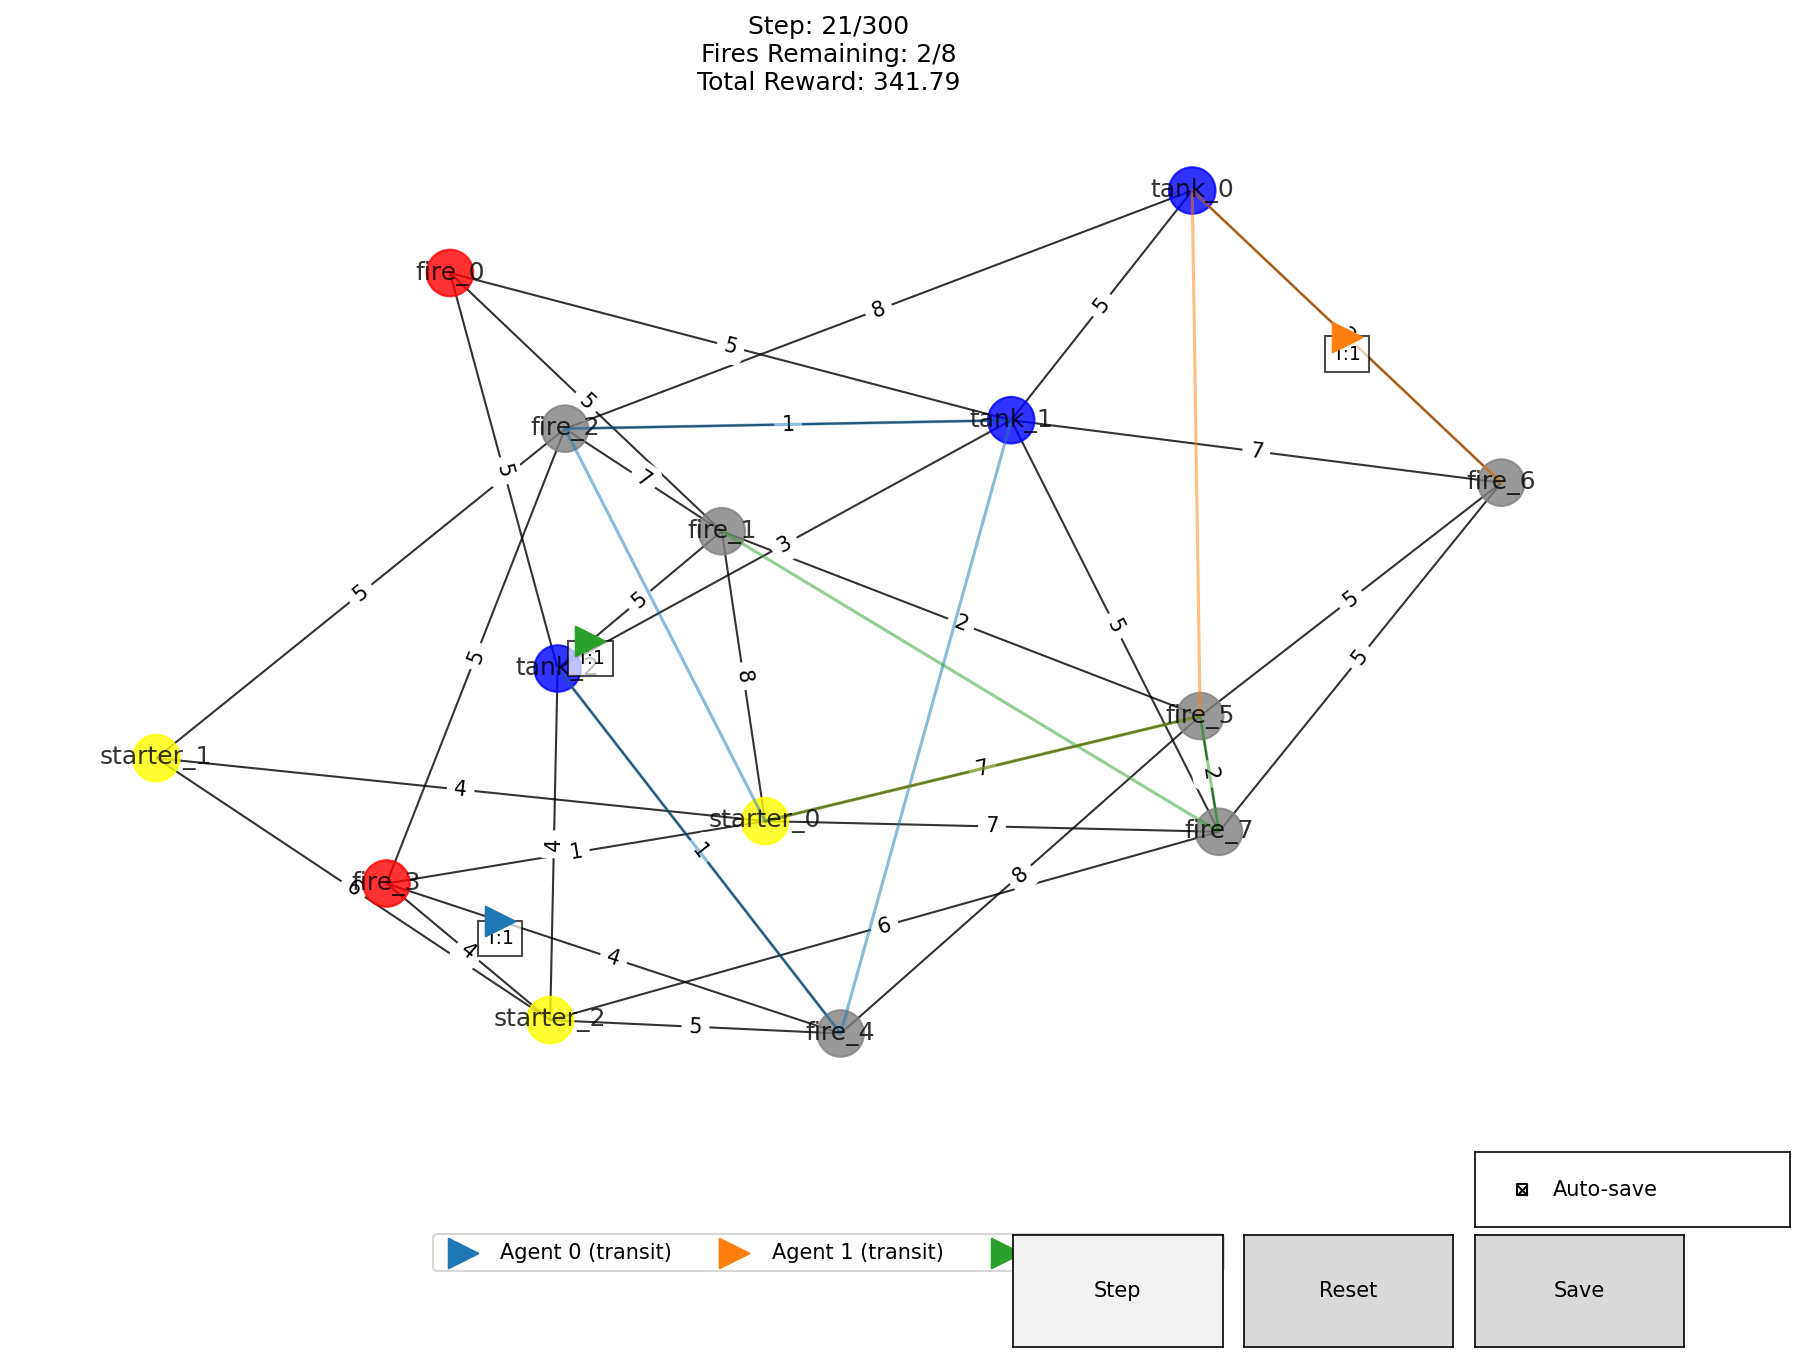 Step: 21/300
Fires Remaining: 2/8
Total Reward: 341.79
tank_0
fire_0
8
5
5
5
fire_2
1
tank_1
7
fire_6
5
7
fire_1
3
5
5
5
2
5
1:1
tank_2
5
5
8
fire_5
starter_1
7
2
4
starter_0
7
fire_7
4
1
1
fire_3
6
8
6
1:1
4
4
starter_2
5
fire_4
Auto-save
Agent 0 (transit)
Agent 1 (transit)
Step
Reset
Save